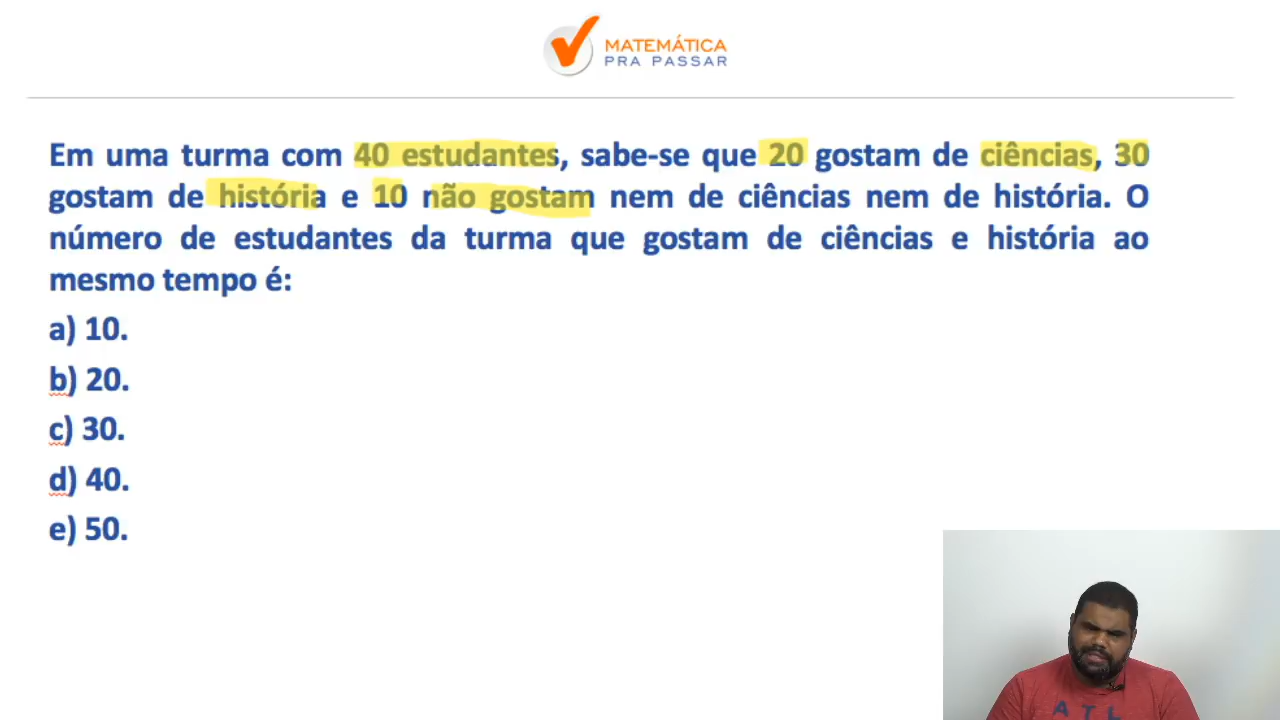 MATEMÁTICA
PRA PASSAR
Em uma turma com 40 estudantes, sabe-se que 20 gostam de ciências, 30
gostam de história e 10 não gostam nem de ciências nem de história. O
número de estudantes da turma que gostam de ciências e história ao
mesmo tempo é:
a) 10.
b) 20.
c) 30.
d) 40.
e) 50.
ATL